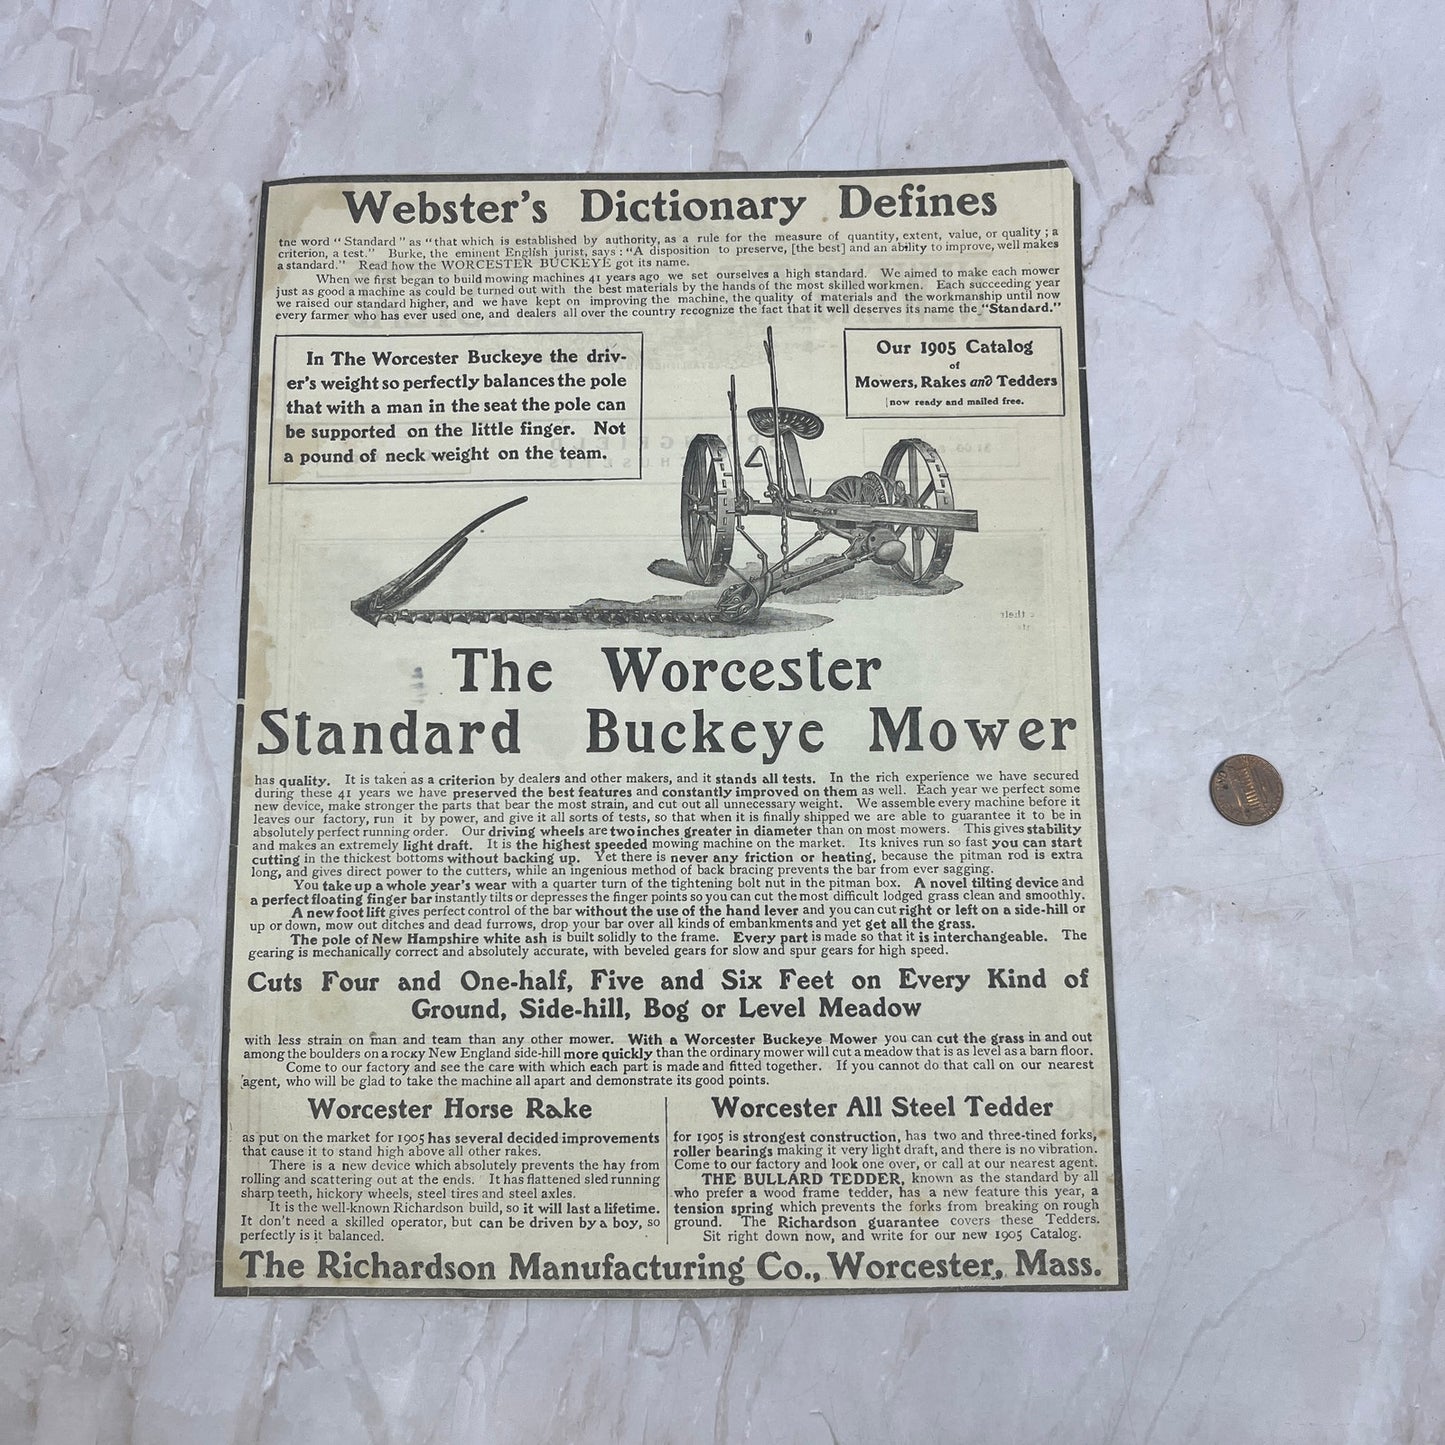 Webster's Dictionary Defines
tne word "Standard" as "that which is established by authority, as a rule for the measure of quantity, extent, value, or quality; a
criterion, a test." Burke, the eminent English jurist, says: "A disposition to preserve, [the best] and an ability to improve, well makes
a standard." Read how the WORCESTER BUCKEYE got its name.
When we first began to build mowing machines 41 years ago we set ourselves a high standard. We aimed to make each mower
just as good a machine as could be turned out with the best materials by the hands of the most skilled workmen. Each succeeding year
we raised our standard higher, and we have kept on improving the machine, the quality of materials and the workmanship until now
every farmer who has ever used one, and dealers all over the country recognize the fact that it well deserves its name the "Standard."
In The Worcester Buckeye the driv-
er's weight so perfectly balances the pole
that with a man in the seat the pole can
be supported on the little finger. Not
a pound of neck weight on the team.
Our 1905 Catalog
of
Mowers, Rakes and Tedders
now ready and mailed free.
The Worcester
Standard Buckeye Mower
has quality. It is taken as a criterion by dealers and other makers, and it stands all tests. In the rich experience we have secured
during these 41 years we have preserved the best features and constantly improved on them as well. Each year we perfect some
new device, make stronger the parts that bear the most strain, and cut out all unnecessary weight. We assemble every machine before it
leaves our factory, run it by power, and give it all sorts of tests, so that when it is finally shipped we are able to guarantee it to be in
absolutely perfect running order. Our driving wheels are two inches greater in diameter than on most mowers. This gives stability
and makes an extremely light draft. It is the highest speeded mowing machine on the market. Its knives run so fast you can start
cutting in the thickest bottoms without backing up. Yet there is never any friction or heating, because the pitman rod is extra
long, and gives direct power to the cutters, while an ingenious method of back bracing prevents the bar from ever sagging.
You take up a whole year's wear with a quarter turn of the tightening bolt nut in the pitman box. A novel tilting device and
a perfect floating finger bar instantly tilts or depresses the finger points so you can cut the most difficult lodged grass clean and smoothly.
A new foot lift gives perfect control of the bar without the use of the hand lever and you can cut right or left on a side-hill or
up or down, mow out ditches and dead furrows, drop your bar over all kinds of embankments and yet get all the grass.
The pole of New Hampshire white ash is built solidly to the frame. Every part is made so that it is interchangeable. The
gearing is mechanically correct and absolutely accurate, with beveled gears for slow and spur gears for high speed.
Cuts Four and One-half, Five and Six Feet on Every Kind of
Ground, Side-hill, Bog or Level Meadow
with less strain on man and team than any other mower. With a Worcester Buckeye Mower you can cut the grass in and out
among the boulders on a rocky New England side-hill more quickly than the ordinary mower will cut a meadow that is as level as a barn floor.
Come to our factory and see the care with which each part is made and fitted together. If you cannot do that call on our nearest
agent, who will be glad to take the machine all apart and demonstrate its good points.
Worcester Horse Rake
as put on the market for 1905 has several decided improvements
that cause it to stand high above all other rakes.
There is a new device which absolutely prevents the hay from
rolling and scattering out at the ends. It has flattened sled running
sharp teeth, hickory wheels, steel tires and steel axles.
It is the well-known Richardson build, so it will last a lifetime.
It don't need a skilled operator, but can be driven by a boy, so
perfectly is it balanced.
Worcester All Steel Tedder
for 1905 is strongest construction, has two and three-tined forks,
roller bearings making it very light draft, and there is no vibration.
Come to our factory and look one over, or call at our nearest agent.
THE BULLARD TEDDER, known as the standard by all
who prefer a wood frame tedder, has a new feature this year, a
tension spring which prevents the forks from breaking on rough
ground. The Richardson guarantee covers these Tedders.
Sit right down now, and write for our new 1905 Catalog.
The Richardson Manufacturing Co., Worcester, Mass.